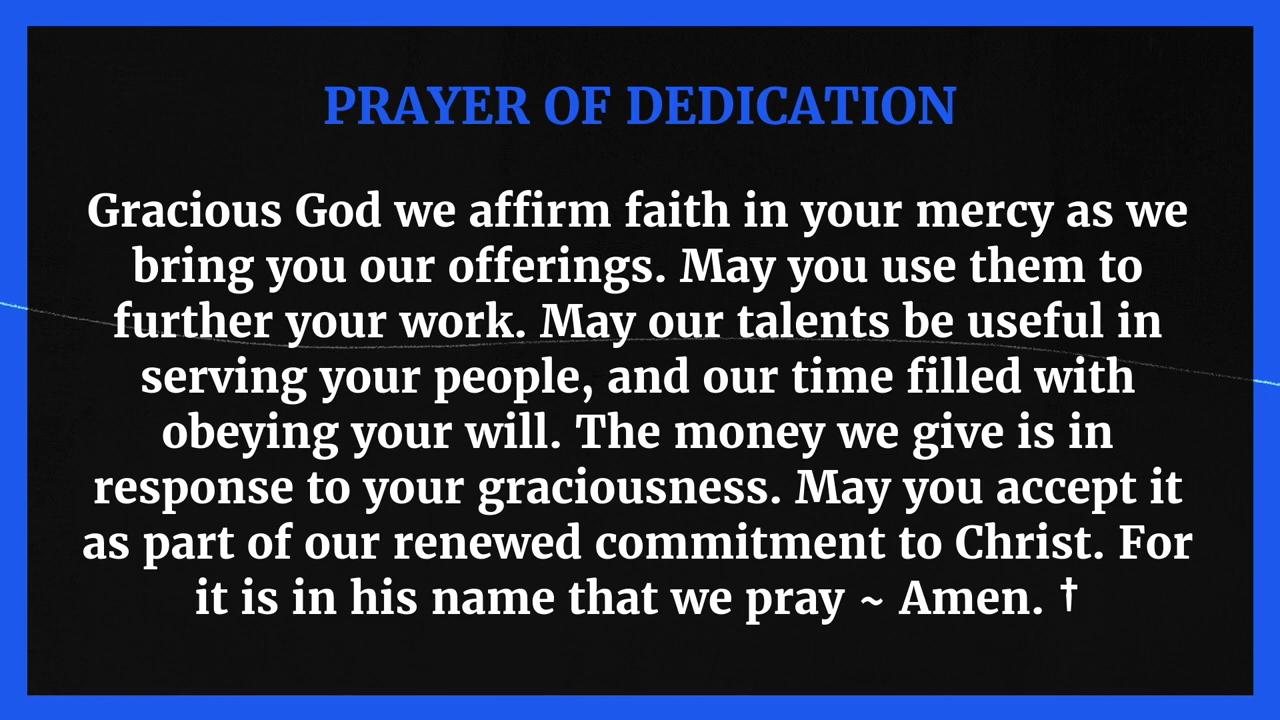 PRAYER OF DEDICATION
Gracious God we affirm faith in your mercy as we
bring you our offerings. May you use them to
further your work. May our talents be useful in
serving your people, and our time filled with
obeying your will. The money we give is in
response to your graciousness. May you accept it
as part of our renewed commitment to Christ. For
it is in his name that we pray ~ Amen. †